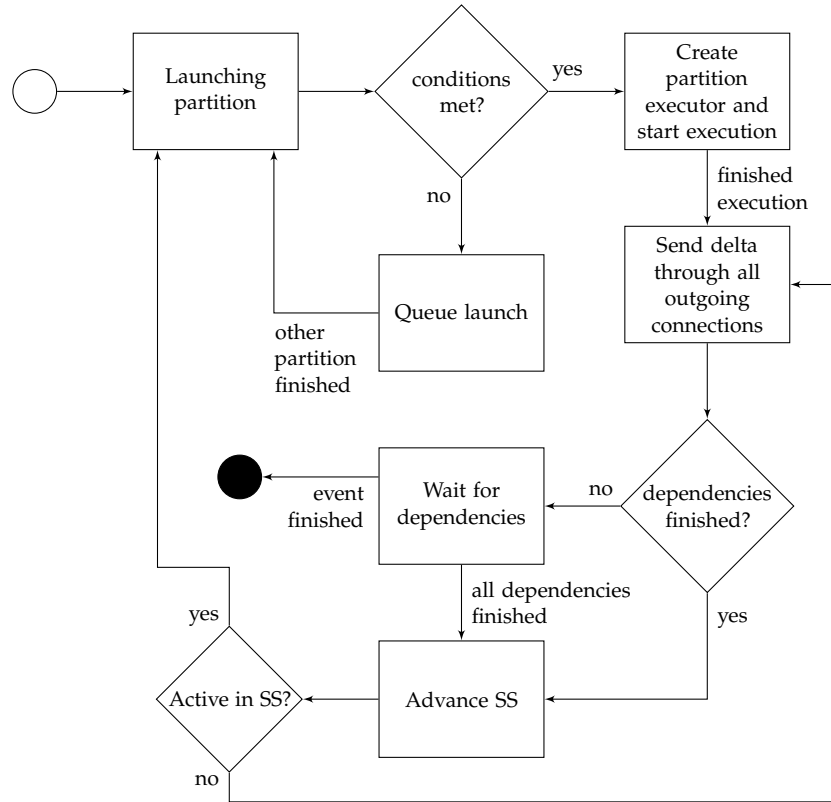 Launching
partition
conditions
met?
yes
Create
partition
executor and
start execution
no
finished
execution
Queue launch
other
partition
finished
Send delta
through all
outgoing
connections
event
finished
Wait for
dependencies
no
dependencies
finished?
all dependencies
finished
yes
yes
Active in SS?
Advance SS
no